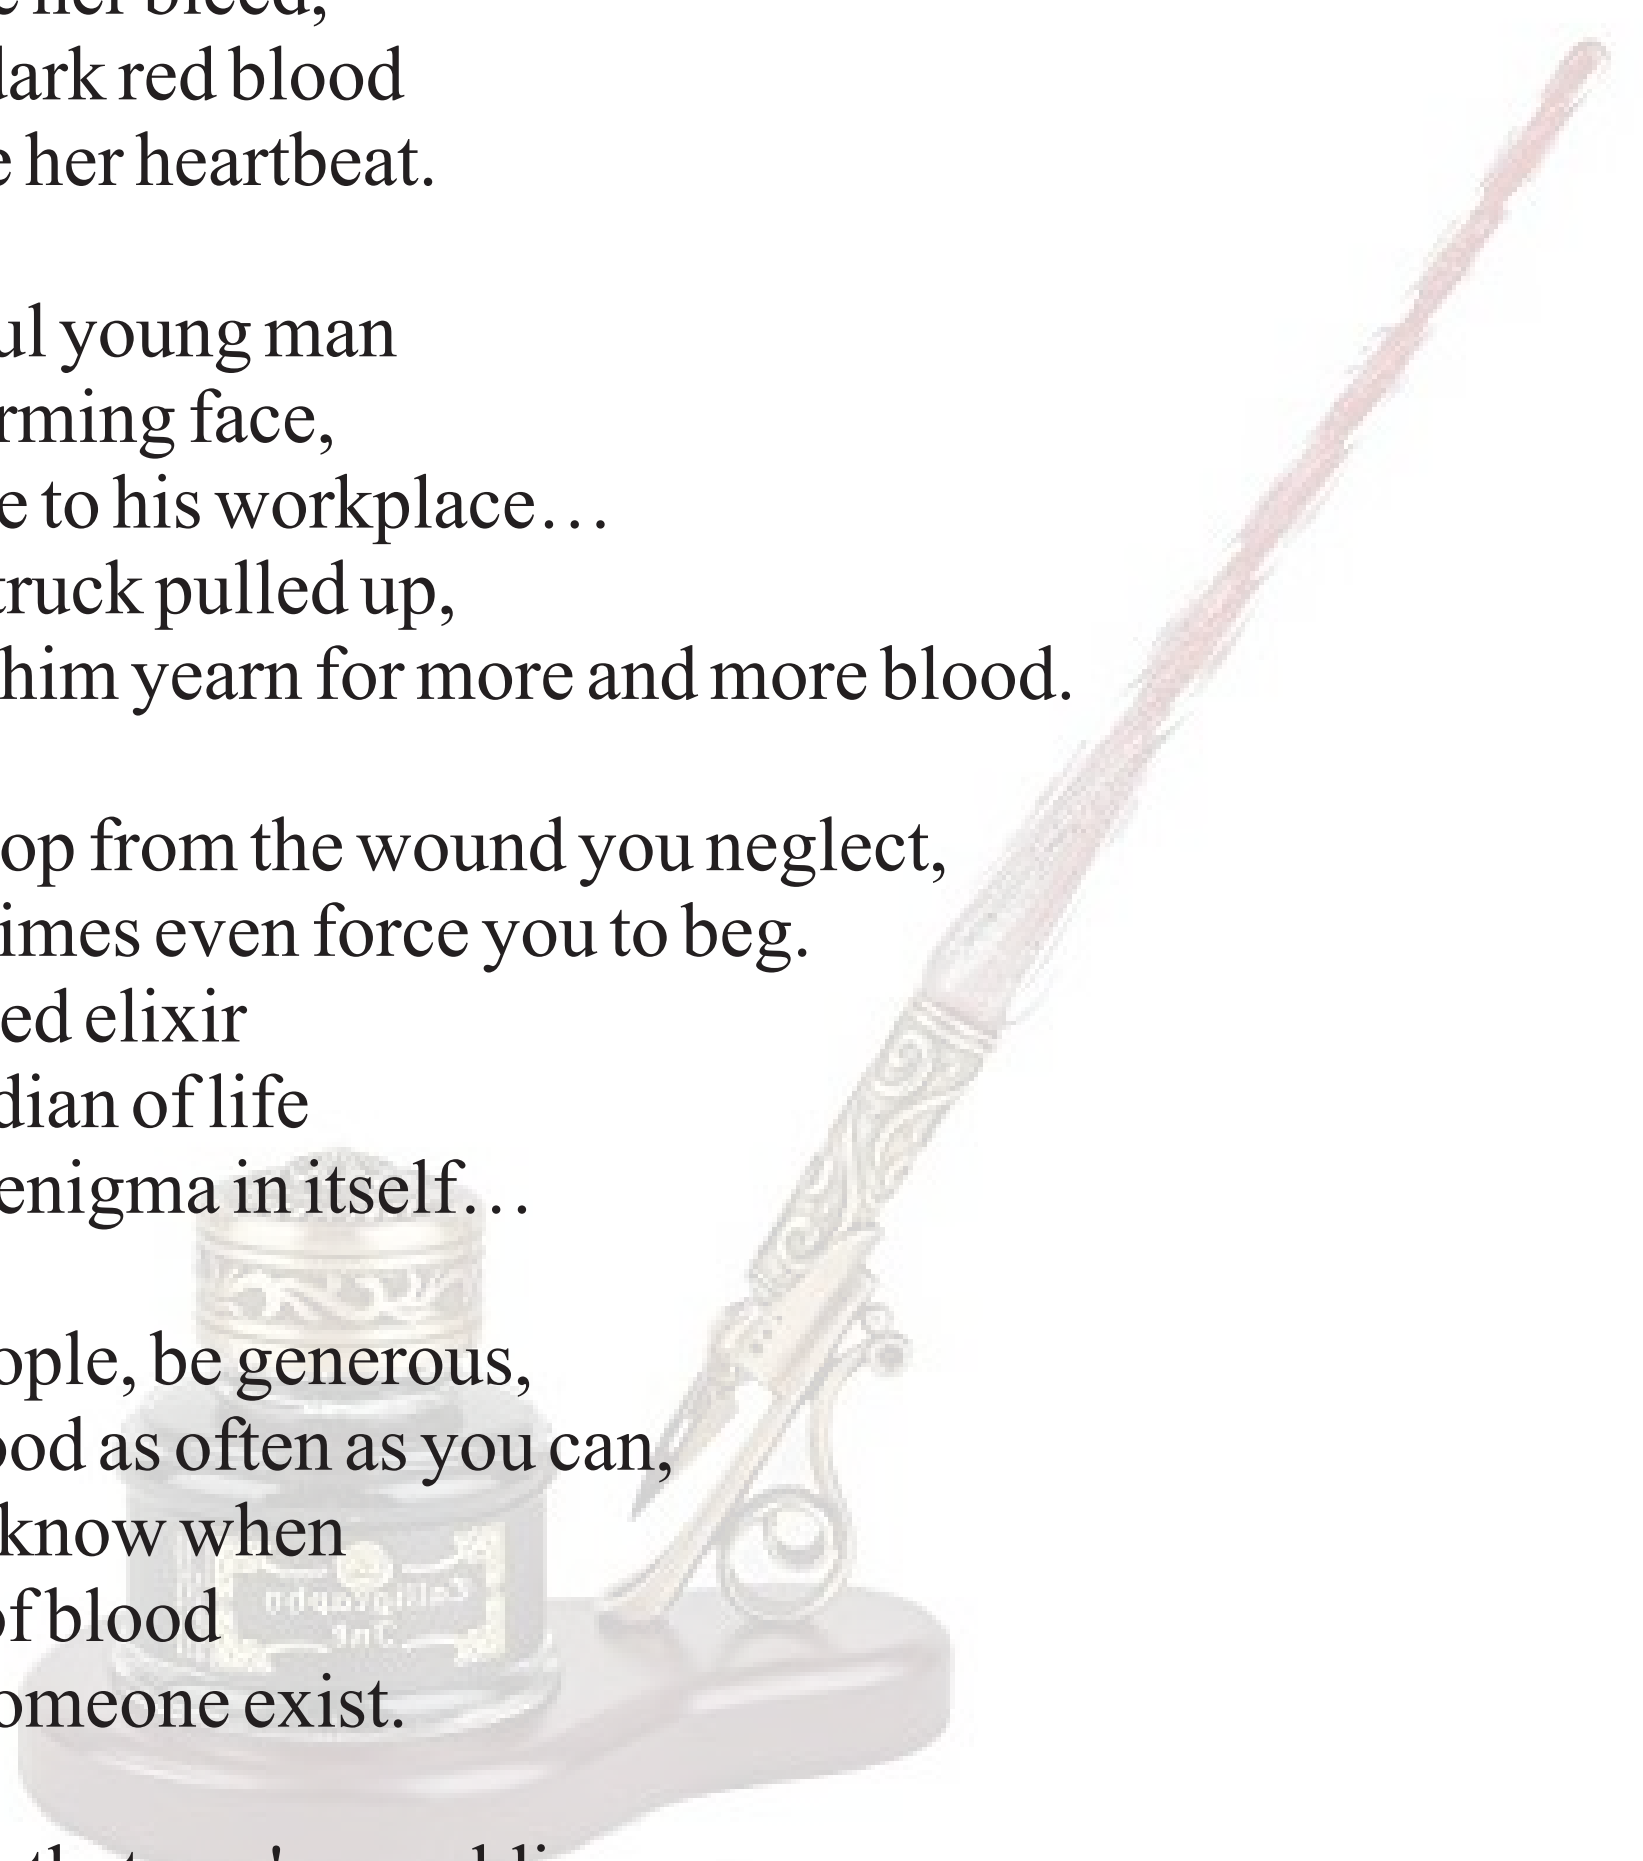 her bleed,
dark red blood
her heartbeat.
ul young man
rming face,
e to his workplace…
truck pulled up,
him yearn for more and more blood.
op from the wound you neglect,
imes even force you to beg.
ed elixir
dian of life
enigma in itself…
ople, be generous,
ood as often as you can,
know when
of blood
omeone exist.